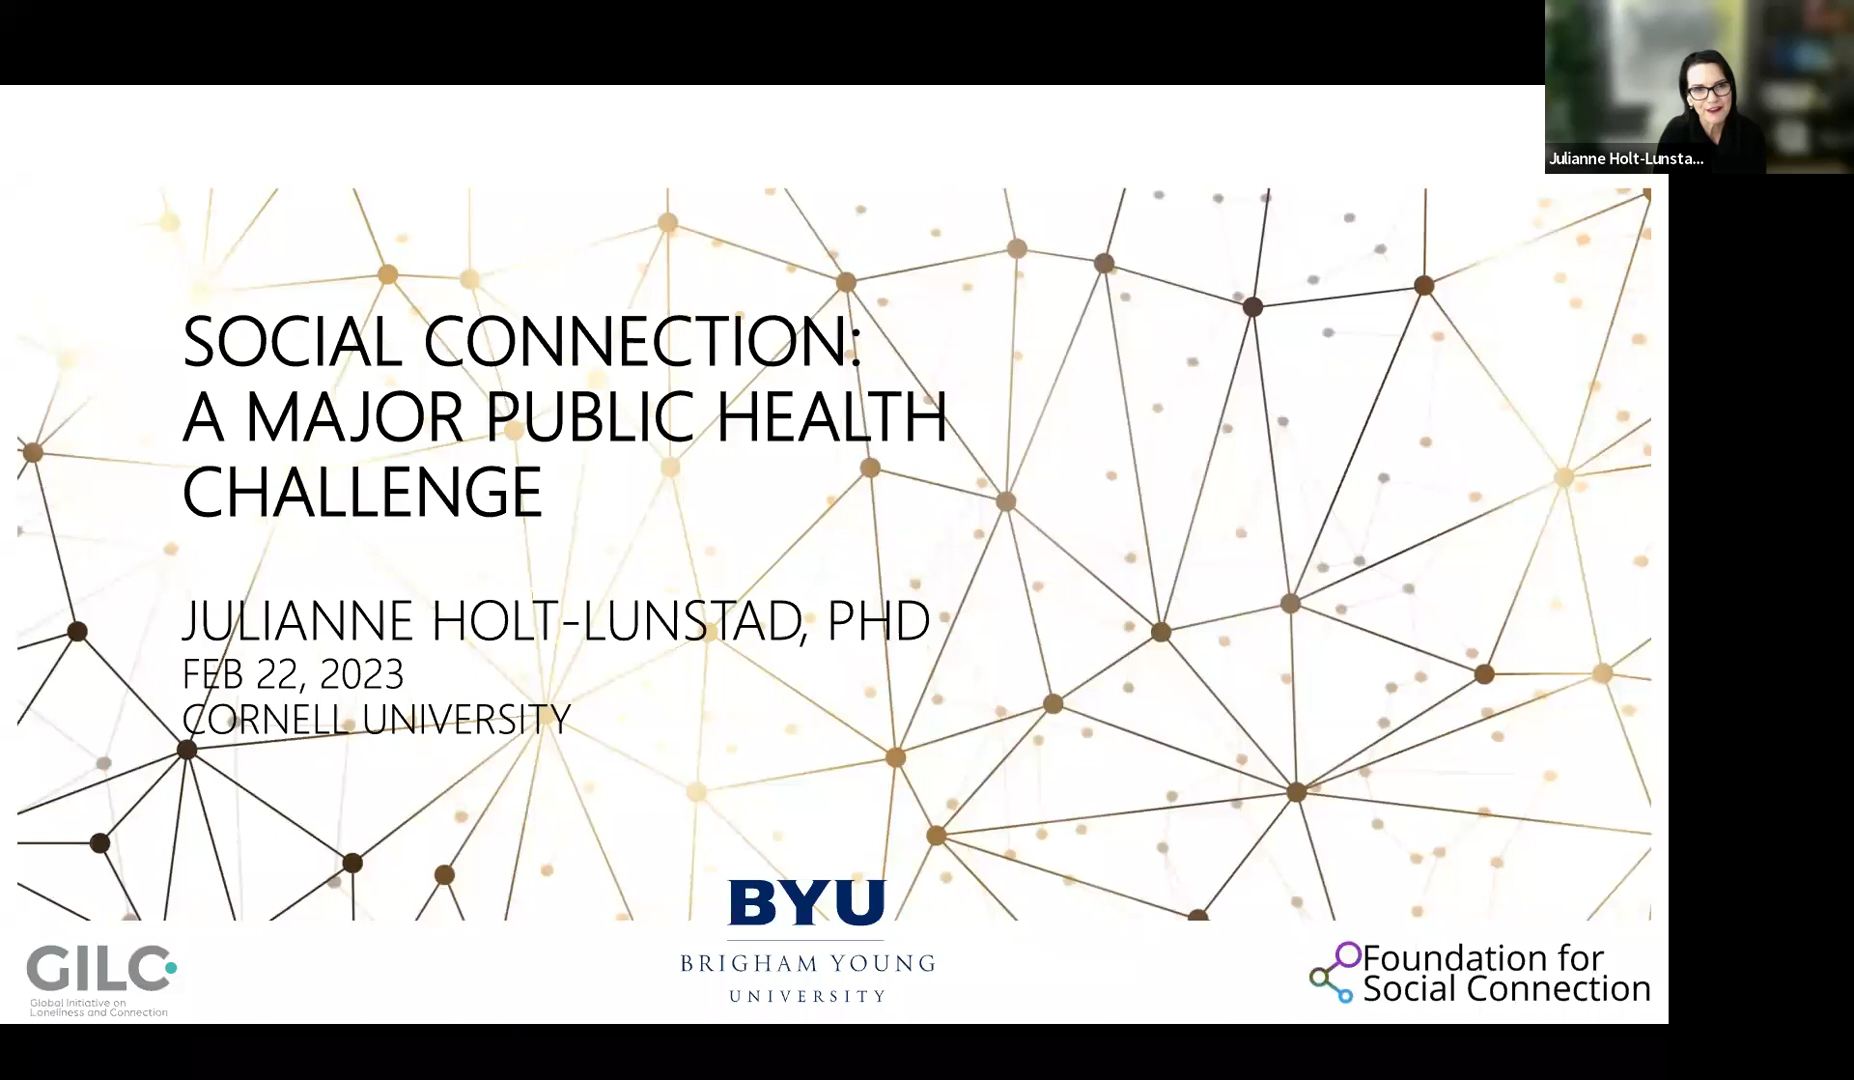 Julianne Holt-Lunsta...
SOCIAL CONNECTION:
A MAJOR PUBLIC HEALTH
CHALLENGE
JULIANNE HOLT-LUNSTAD, PHD
FEB 22, 2023
CORNELL UNIVERSITY
GILC
Global Initiative on
Loneliness and Connection
BYU
BRIGHAM YOUNG
UNIVERSITY
Foundation for
Social Connection